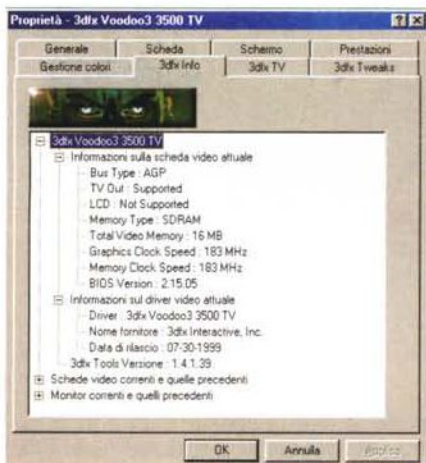 Proprietà - 3dfx Voodoo3 3500 TV
Generale Scheda Schermo Prestazioni
Gestione colori 3dfx Info 3dfx TV 3dfx Tweaks
3dfx Voodoo3 3500 TV
Informazioni sulla scheda video attuale
Bus Type : AGP
TV Out : Supported
LCD : Not Supported
Memory Type : SDRAM
Total Video Memory : 16 MB
Graphics Clock Speed : 183 MHz
Memory Clock Speed : 183 MHz
BIOS Version : 2.15.05
Informazioni sul driver video attuale
Driver : 3dfx Voodoo3 3500 TV
Nome fornitore : 3dfx Interactive, Inc.
Data di rilascio : 07-30-1999
3dfx Tools Versione : 1.4.1.39
Schede video correnti e quelle precedenti
Monitor correnti e quelli precedenti
OK Annulla Applica